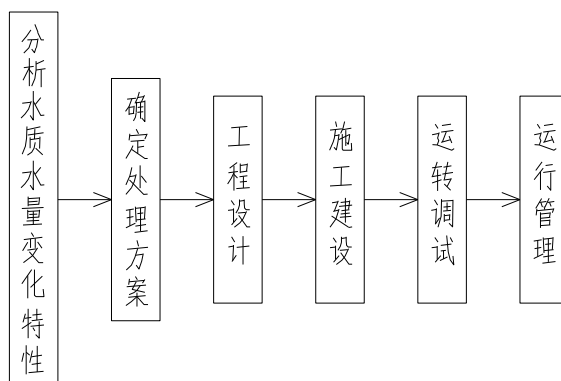 分析水质水量变化特性
确定处理方案
工程设计
施工建设
运转调试
运行管理